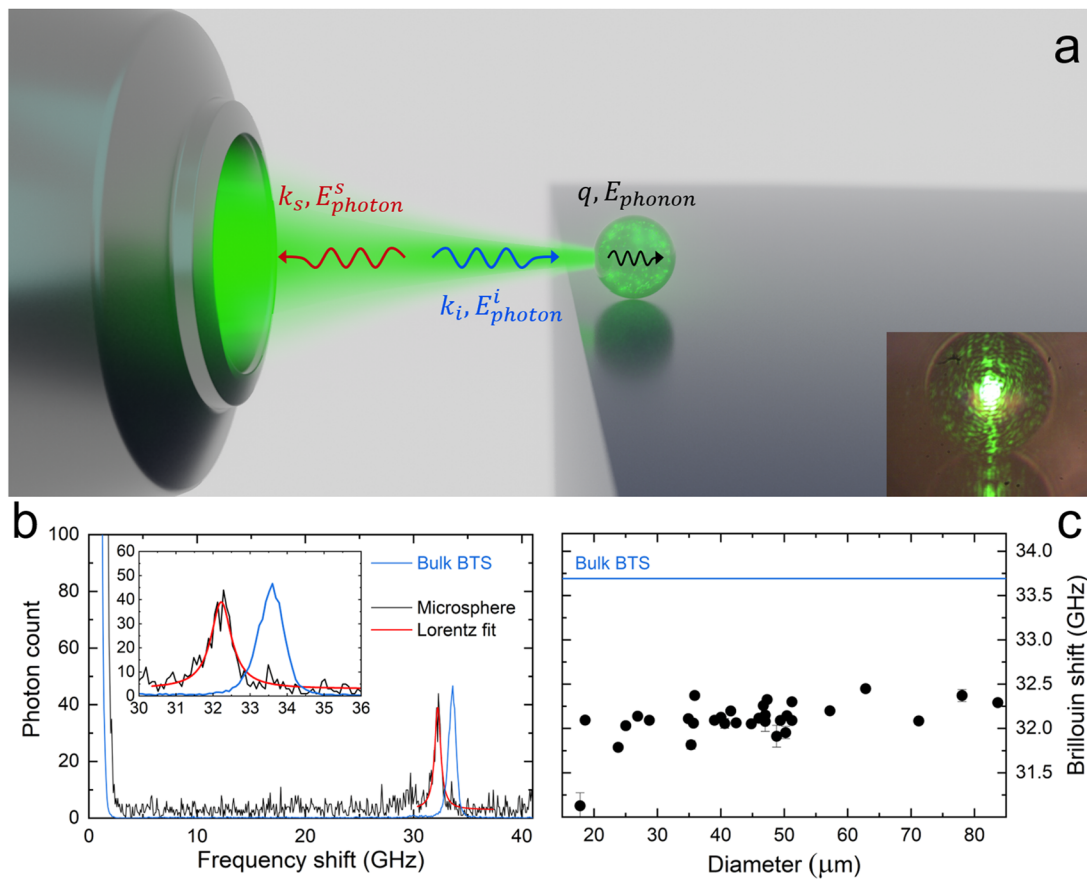 a
k_s, E^s_photon
q, E_phonon
k_i, E^i_photon
b
100
80
60
40
20
0
0 10 20 30 40
Photon count
Frequency shift (GHz)
60
50
40
30
20
10
0
30 31 32 33 34 35 36
Bulk BTS
Microsphere
Lorentz fit
c
Bulk BTS
34.0
33.5
33.0
32.5
32.0
31.5
20 30 40 50 60 70 80
Brillouin shift (GHz)
Diameter (μm)